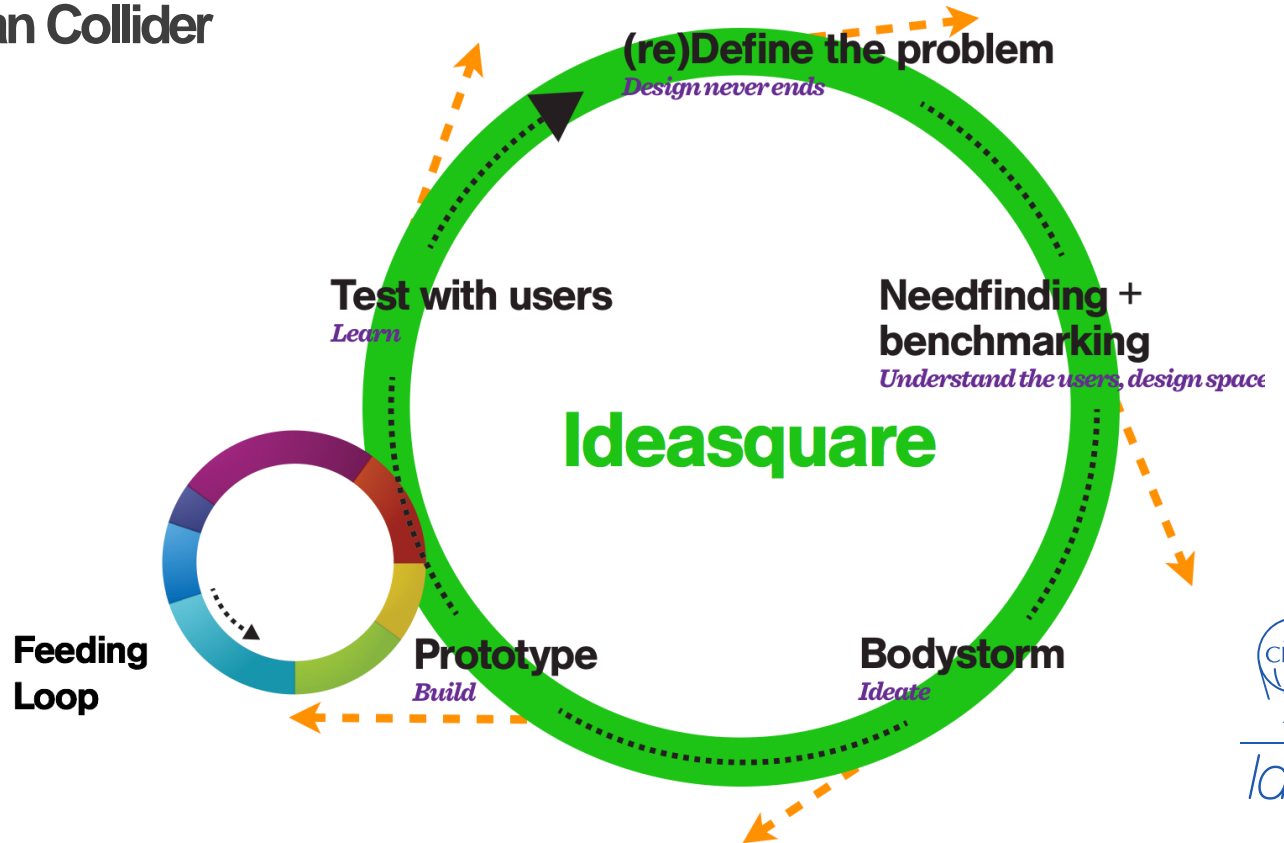 an Collider
(re)Define the problem
Design never ends
Test with users
Learn
Needfinding +
benchmarking
Understand the users, design space
Ideasquare
Feeding
Loop
Prototype
Build
Bodystorm
Ideate